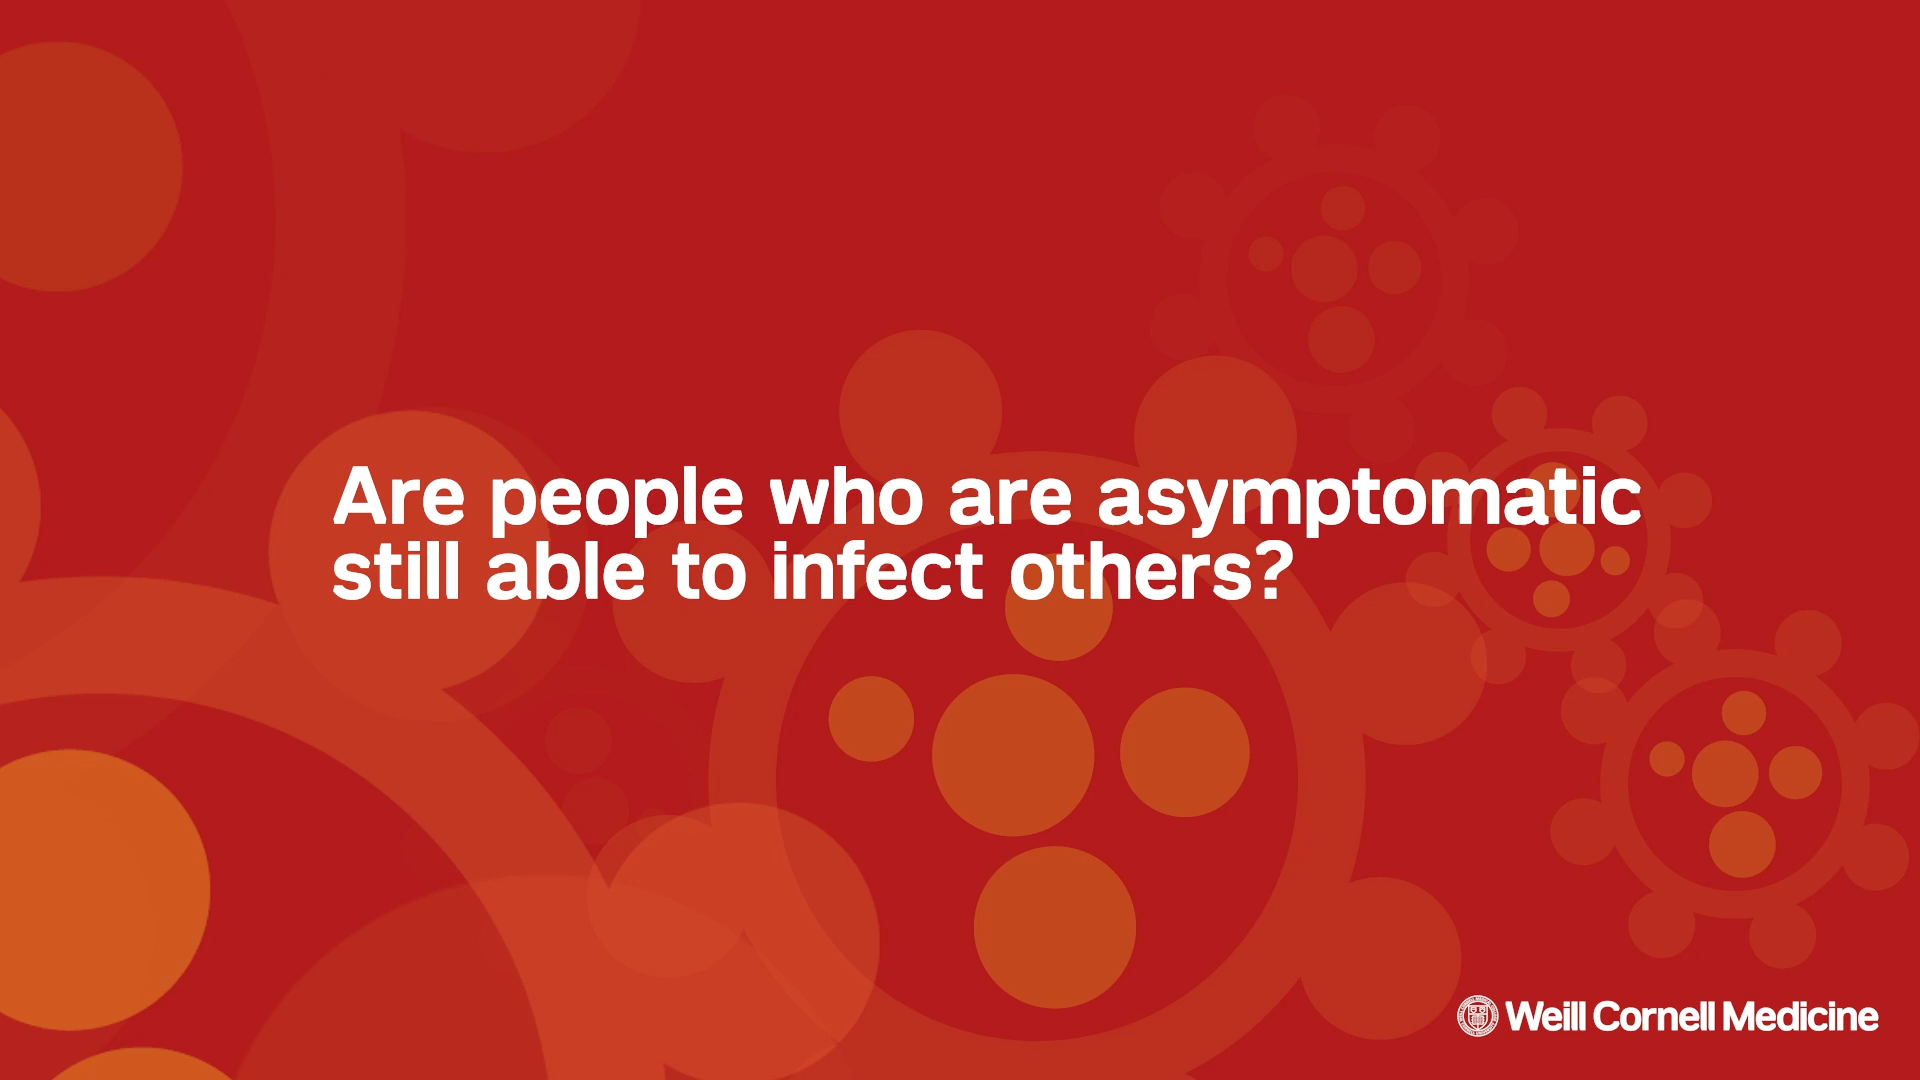 Are people who are asymptomatic
still able to infect others?
Weill Cornell Medicine